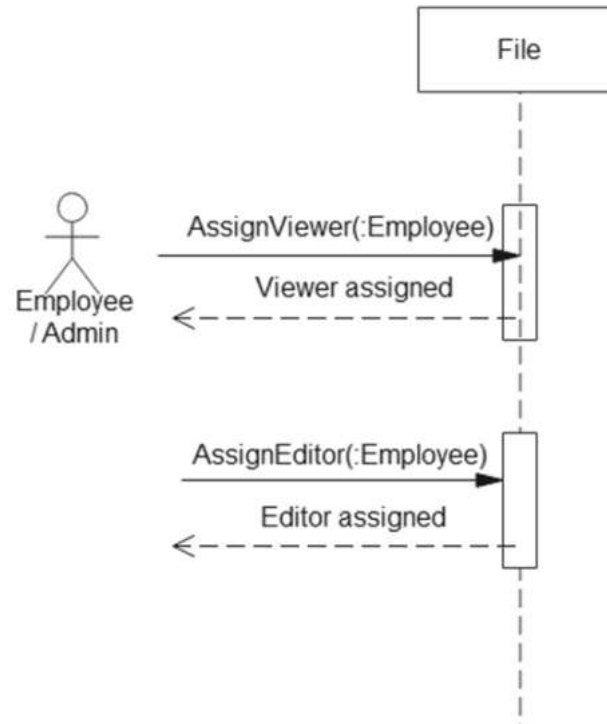 File
AssignViewer(:Employee)
Viewer assigned
Employee
/ Admin
AssignEditor(:Employee)
Editor assigned